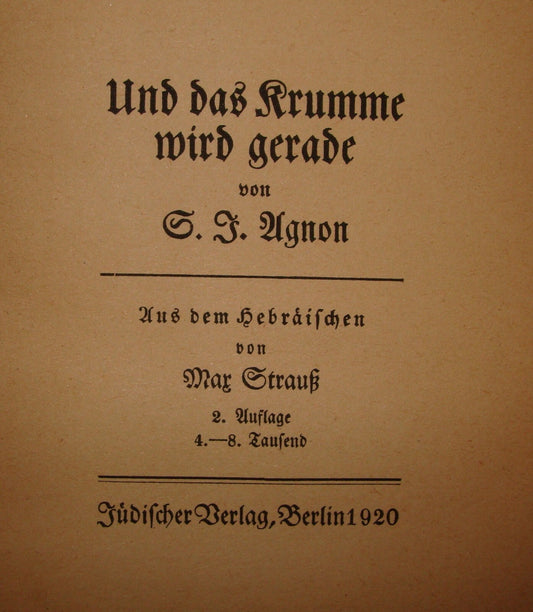 Und das Krumme
wird gerade
von
S. J. Agnon
Aus dem Hebräischen
von
Max Strauß
2. Auflage
4.—8. Tausend
Jüdischer Verlag, Berlin 1920